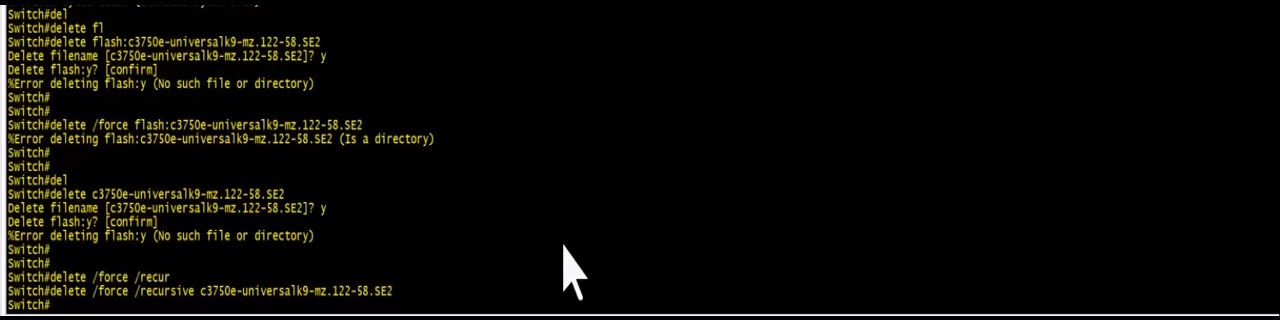 Switch#del
Switch#delete fl
Switch#delete flash:c3750e-universalk9-mz.122-58.SE2
Delete filename [c3750e-universalk9-mz.122-58.SE2]? y
Delete flash:y? [confirm]
%Error deleting flash:y (No such file or directory)
Switch#
Switch#
Switch#delete /force flash:c3750e-universalk9-mz.122-58.SE2
%Error deleting flash:c3750e-universalk9-mz.122-58.SE2 (Is a directory)
Switch#
Switch#
Switch#del
Switch#delete c3750e-universalk9-mz.122-58.SE2
Delete filename [c3750e-universalk9-mz.122-58.SE2]? y
Delete flash:y? [confirm]
%Error deleting flash:y (No such file or directory)
Switch#
Switch#
Switch#delete /force /recur
Switch#delete /force /recursive c3750e-universalk9-mz.122-58.SE2
Switch#